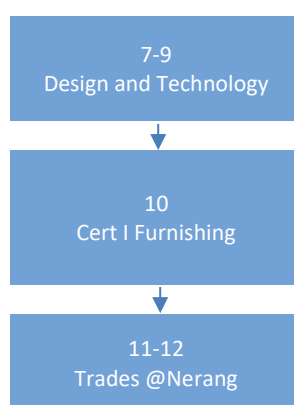 7-9
Design and Technology
10
Cert I Furnishing
11-12
Trades @Nerang